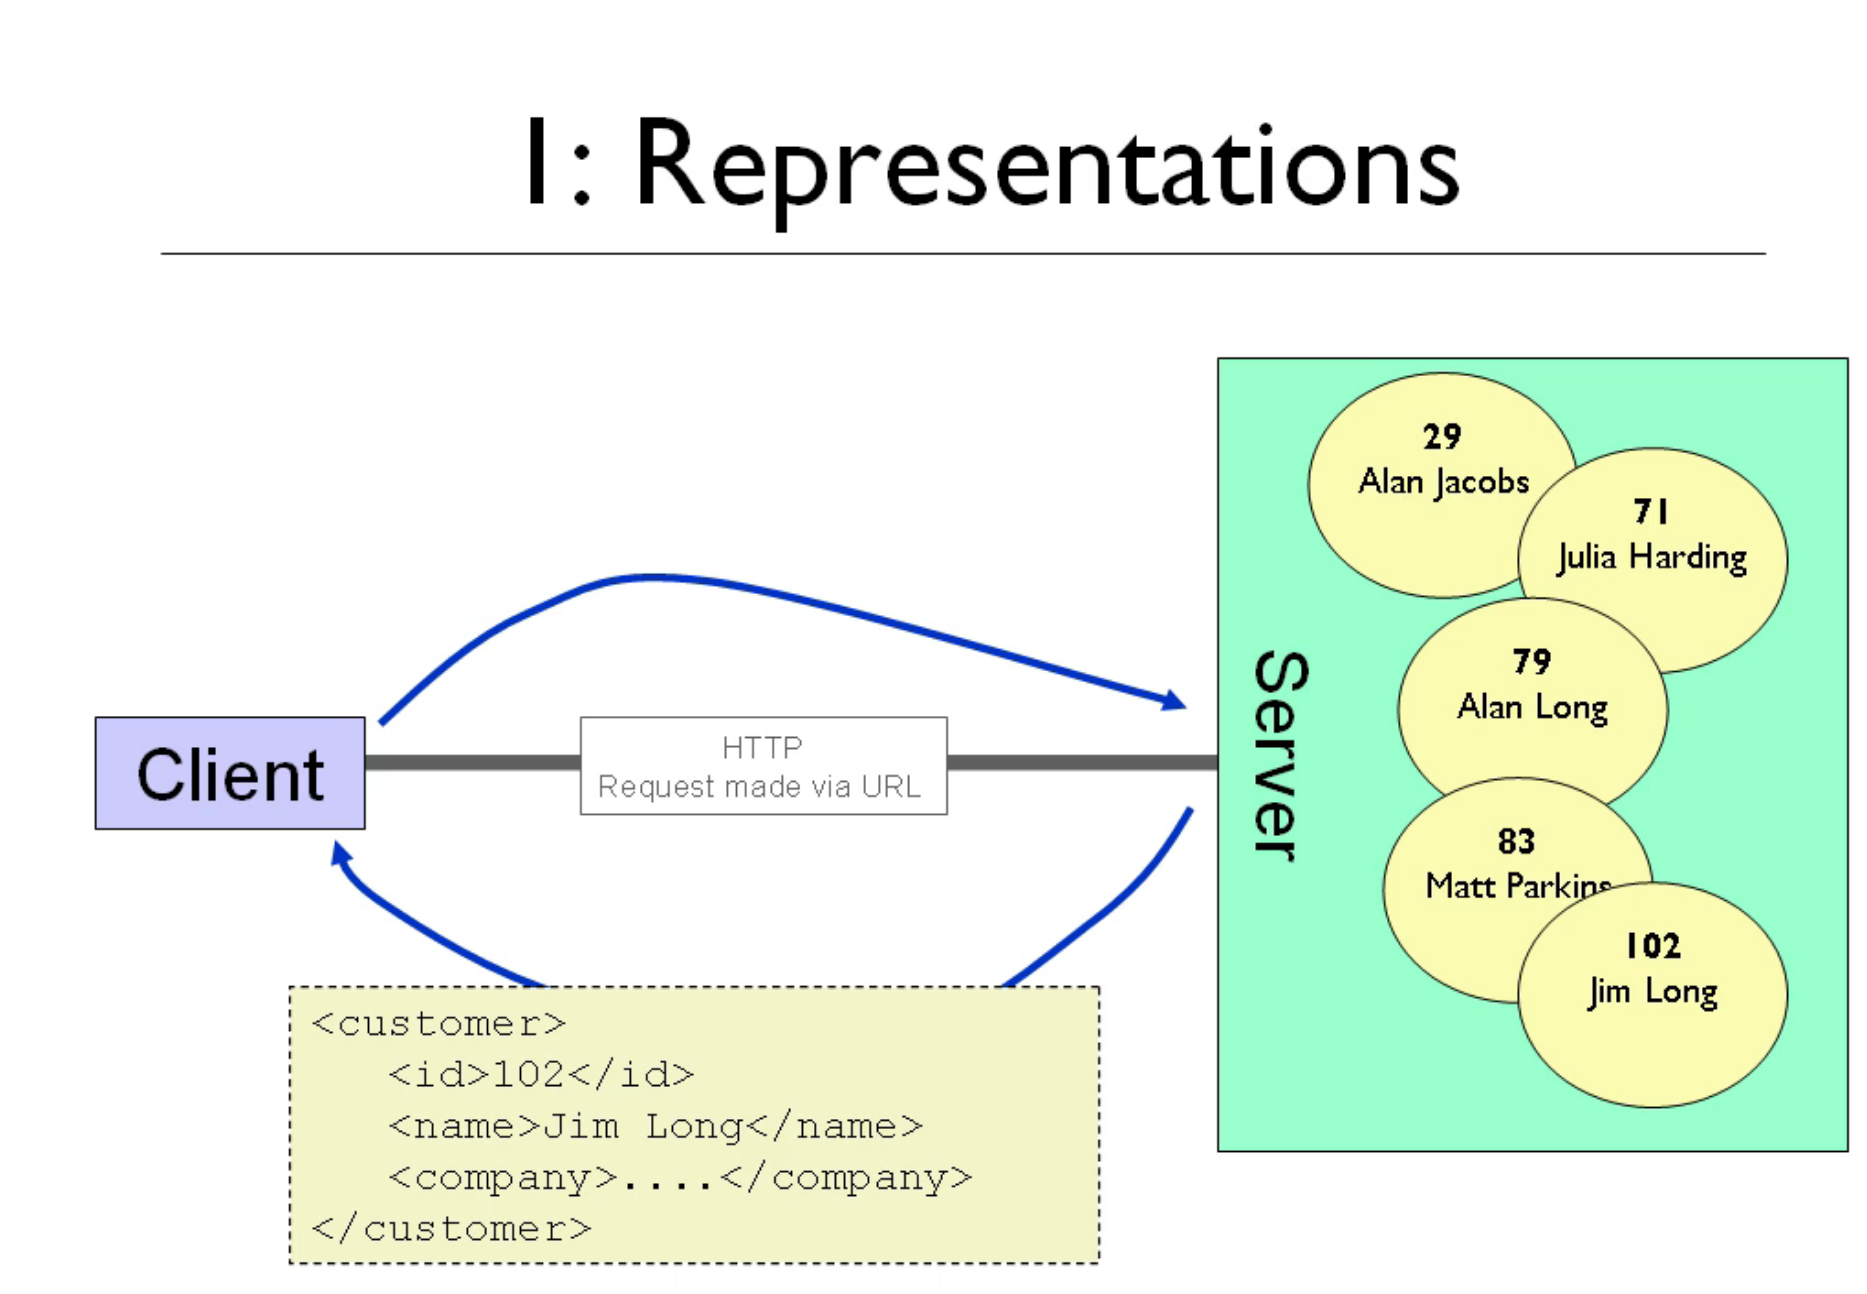 1: Representations
Client
HTTP
Request made via URL
Server
29
Alan Jacobs
71
Julia Harding
79
Alan Long
83
Matt Parkins
102
Jim Long
<customer>
<id>102</id>
<name>Jim Long</name>
<company>....</company>
</customer>